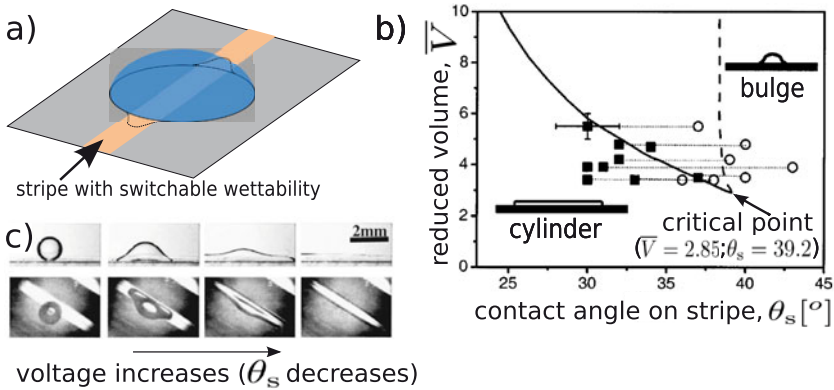 a)
stripe with switchable wettability
b)
reduced volume, V̅
10
8
6
4
2
0
25
30
35
40
45
bulge
cylinder
critical point
(V̅ = 2.85;θs = 39.2)
contact angle on stripe, θs[°]
c)
2mm
voltage increases (θs decreases)